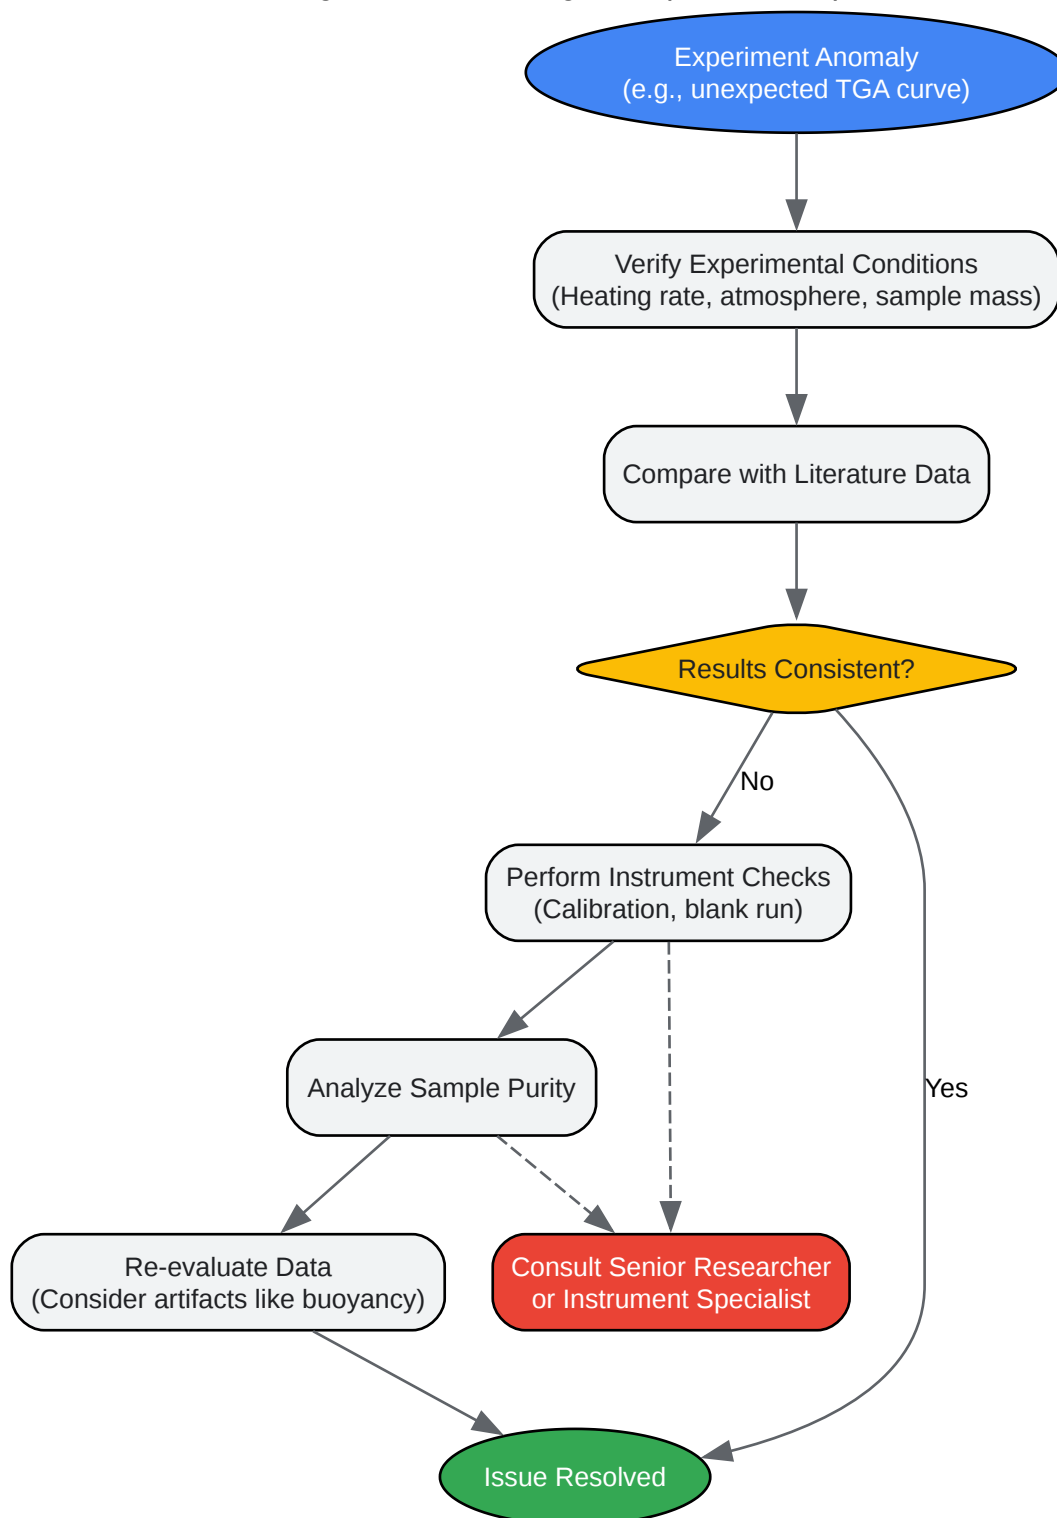 Experiment Anomaly
(e.g., unexpected TGA curve)
Verify Experimental Conditions
(Heating rate, atmosphere, sample mass)
Compare with Literature Data
Results Consistent?
No
Perform Instrument Checks
(Calibration, blank run)
Analyze Sample Purity
Yes
Re-evaluate Data
(Consider artifacts like buoyancy)
Consult Senior Researcher
or Instrument Specialist
Issue Resolved